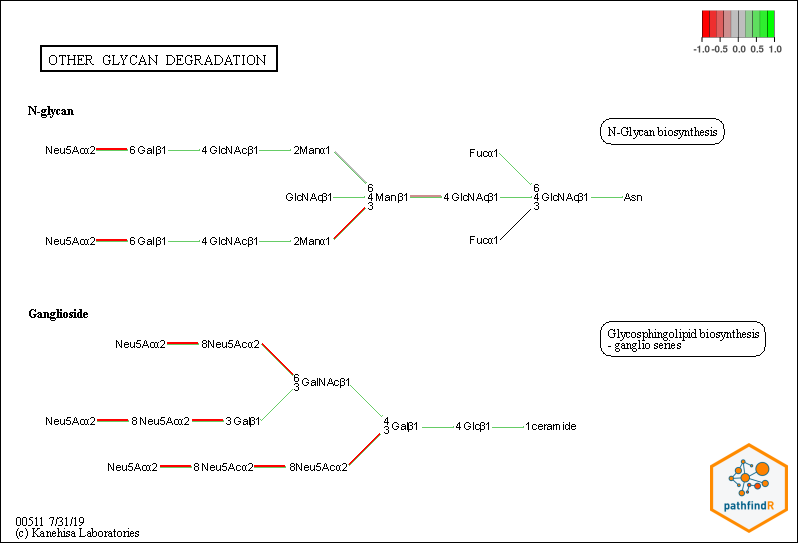 -1.0 -0.5 0.0 0.5 1.0
OTHER GLYCAN DEGRADATION
N-glycan
N-Glycan biosynthesis
Neu5Acα2 6 Galβ1 4 GlcNAcβ1 2Manα1
Fucα1
6
6
GlcNAcβ1 4 Manβ1 4 GlcNAcβ1 4 GlcNAcβ1 Asn
3
3
Neu5Acα2 6 Galβ1 4 GlcNAcβ1 2Manα1
Fucα1
Ganglioside
Glycosphingolipid biosynthesis
- ganglio series
Neu5Acα2 8Neu5Acα2
6
3 GalNAcβ1
Neu5Acα2 8 Neu5Acα2 3 Galβ1
4
3 Galβ1 4 Glcβ1 1ceramide
Neu5Acα2 8 Neu5Acα2 8Neu5Acα2
pathfindR
00511 7/31/19
(c) Kanehisa Laboratories